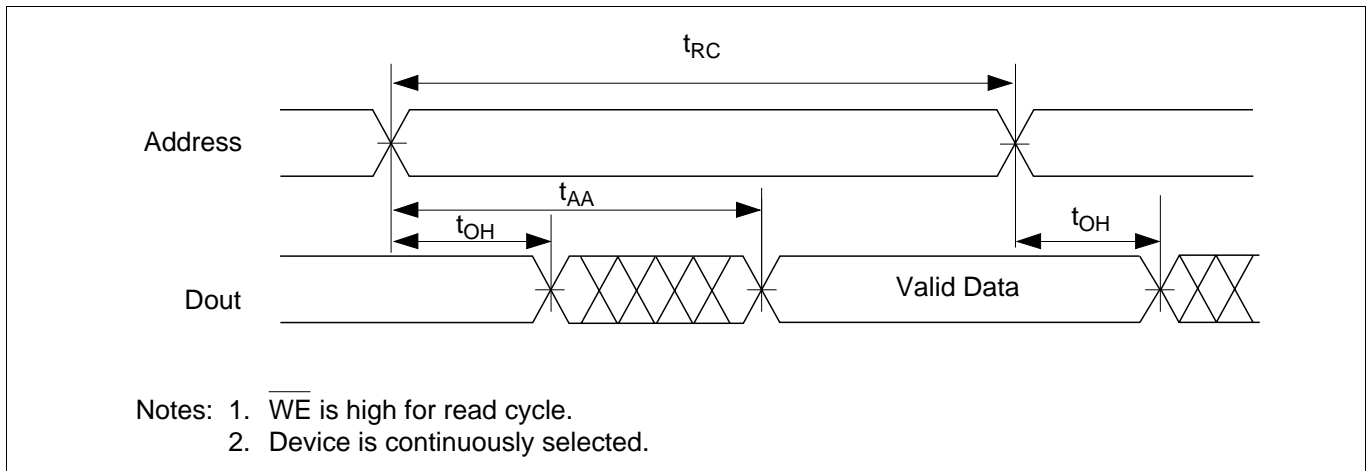 tRC
Address
tAA
tOH
tOH
Dout
Valid Data
Notes: 1. W̅E̅ is high for read cycle.
2. Device is continuously selected.